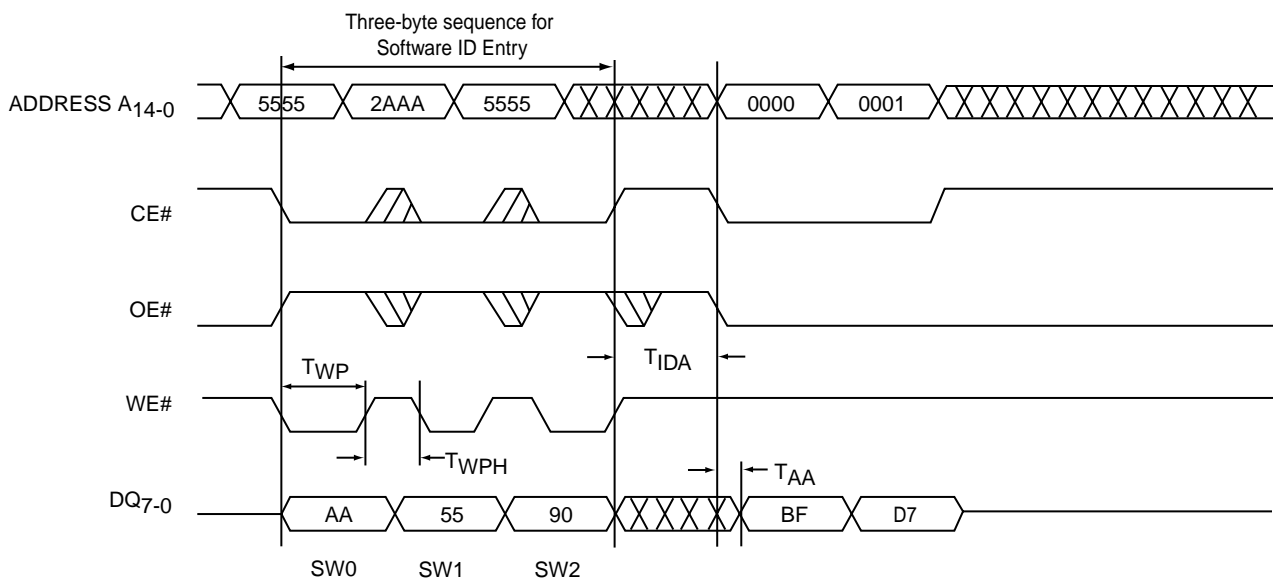 Three-byte sequence for
Software ID Entry
ADDRESS A14-0
5555 2AAA 5555 0000 0001
CE#
OE#
TWP
TIDA
WE#
TWPH
TAA
DQ7-0
AA 55 90 BF D7
SW0 SW1 SW2